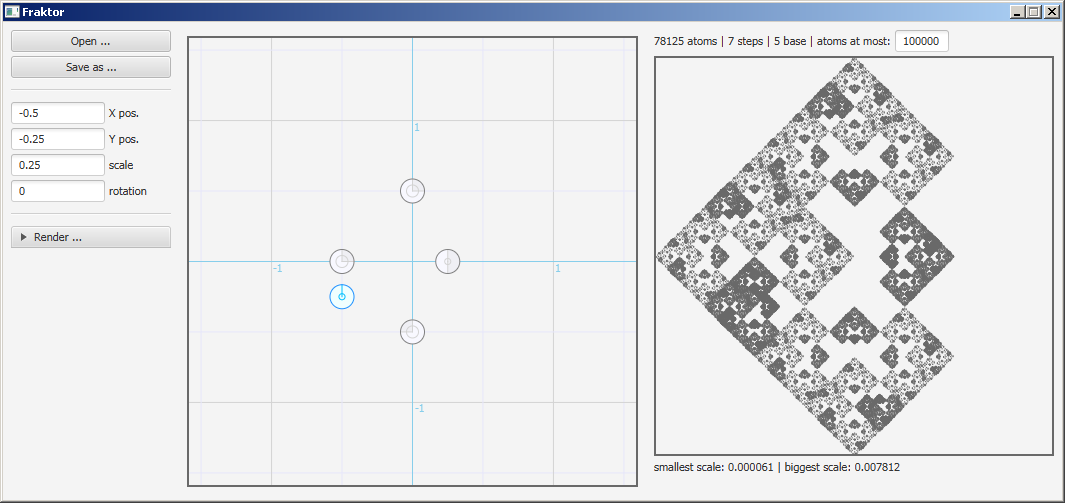 Fraktor
Open ...
Save as ...
-0.5 X pos.
-0.25 Y pos.
0.25 scale
0 rotation
Render ...
1
-1
1
-1
78125 atoms | 7 steps | 5 base | atoms at most: 100000
smallest scale: 0.000061 | biggest scale: 0.007812